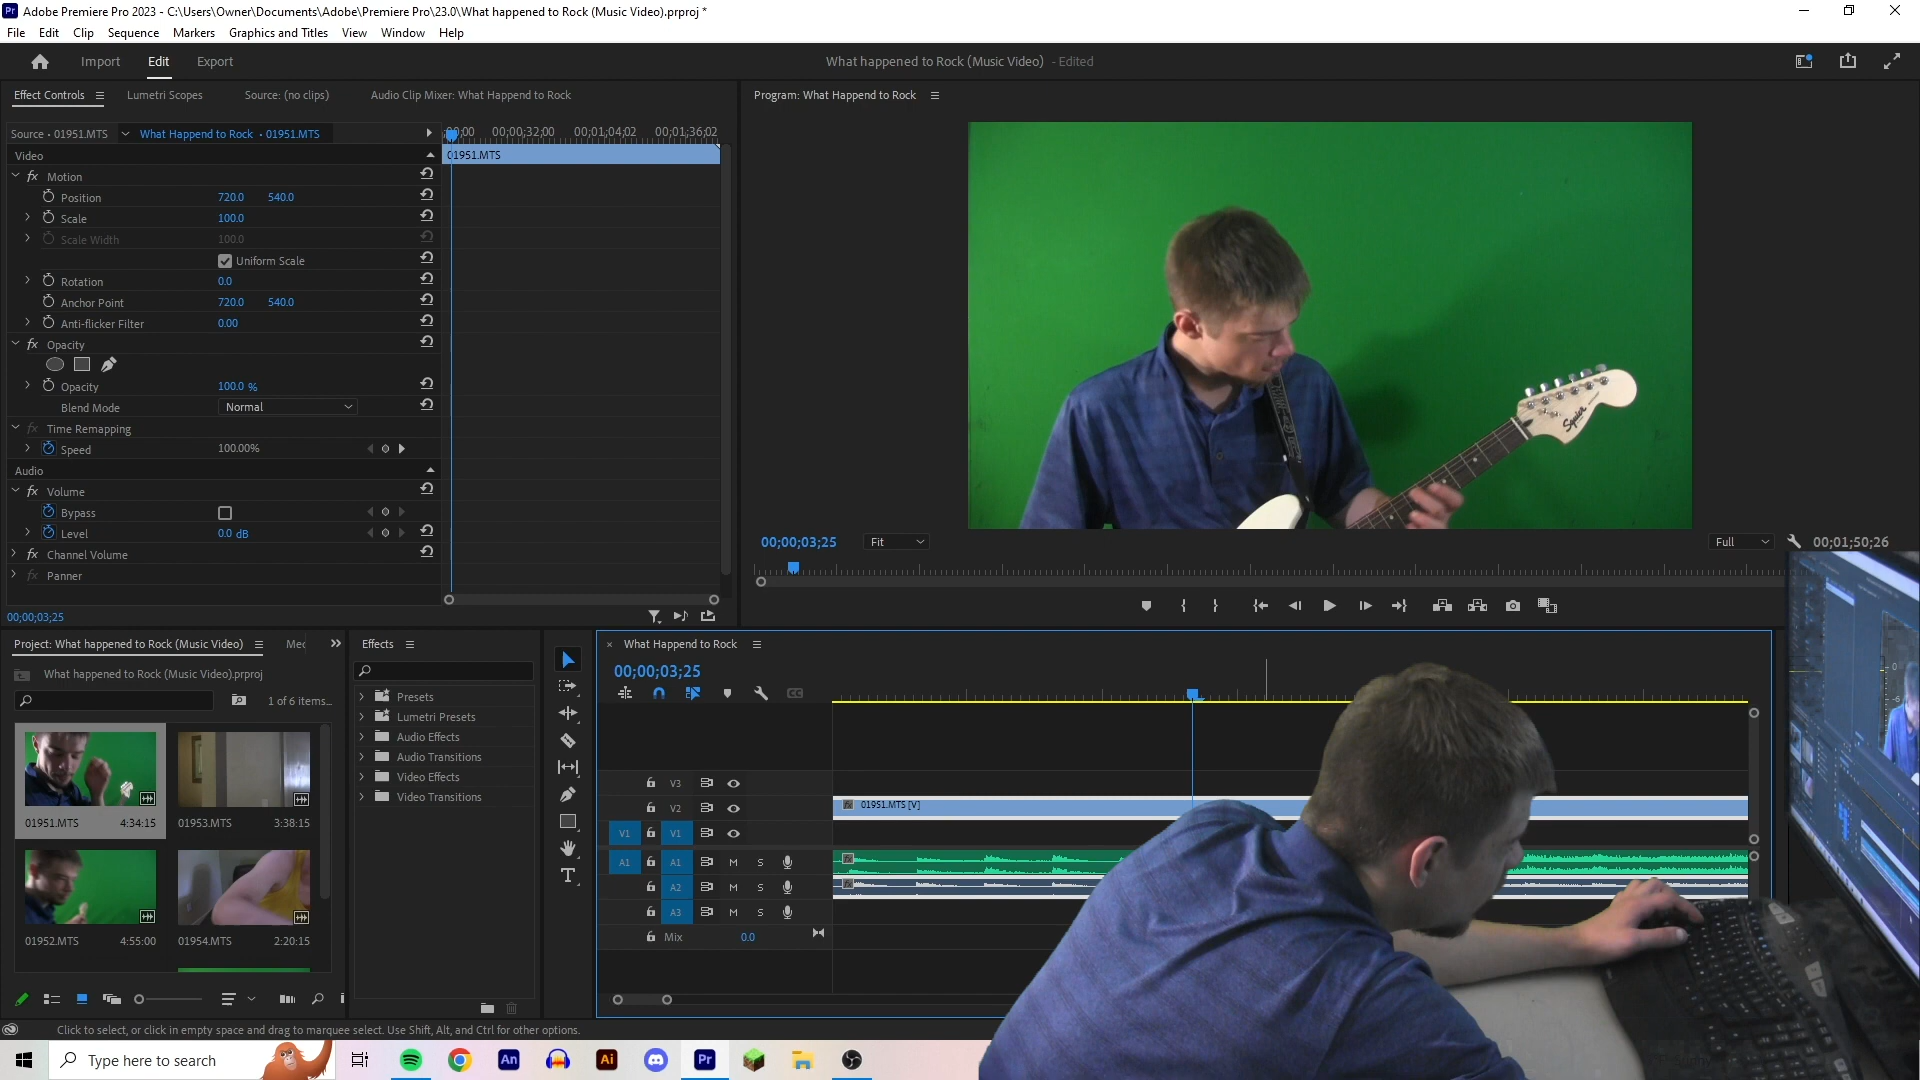 Adobe Premiere Pro 2023 - C:\Users\Owner\Documents\Adobe\Premiere Pro\23.0\What happened to Rock (Music Video).prproj *
File Edit Clip Sequence Markers Graphics and Titles View Window Help
Import Edit Export What happened to Rock (Music Video) - Edited
Effect Controls Lumetri Scopes Source: (no clips) Audio Clip Mixer: What Happend to Rock
Program: What Happend to Rock
Source • 01951.MTS What Happend to Rock • 01951.MTS
;00;00 00;00;32;00 00;01;04;02 00;01;36;02
Video
01951.MTS
Motion
Position 720.0 540.0
Scale 100.0
Scale Width 100.0
Uniform Scale
Rotation 0.0
Anchor Point 720.0 540.0
Anti-flicker Filter 0.00
Opacity
Opacity 100.0 %
Blend Mode Normal
Time Remapping
Speed 100.00%
Audio
Volume
Bypass
Level 0.0 dB
Channel Volume
Panner
00;00;03;25
Squier
00;00;03;25 Fit Full 00;01;50;26
Project: What happened to Rock (Music Video) Mec
What happened to Rock (Music Video).prproj
1 of 6 items...
01951.MTS 4:34:15
01953.MTS 3:38:15
01952.MTS 4:55:00
01954.MTS 2:20:15
Effects
Presets
Lumetri Presets
Audio Effects
Audio Transitions
Video Effects
Video Transitions
What Happend to Rock
00;00;03;25
V3
V2
01951.MTS [V]
V1 V1
A1 A1 M S
A2 M S
A3 M S
Mix 0.0
Click to select, or click in empty space and drag to marquee select. Use Shift, Alt, and Ctrl for other options.
Type here to search
An
Ai
Pr